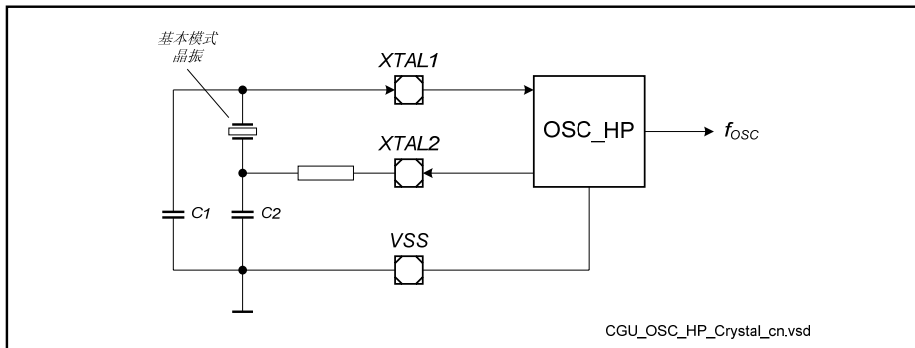 基本模式
晶振
XTAL1
OSC_HP
fOSC
XTAL2
C1
C2
VSS
CGU_OSC_HP_Crystal_cn.vsd